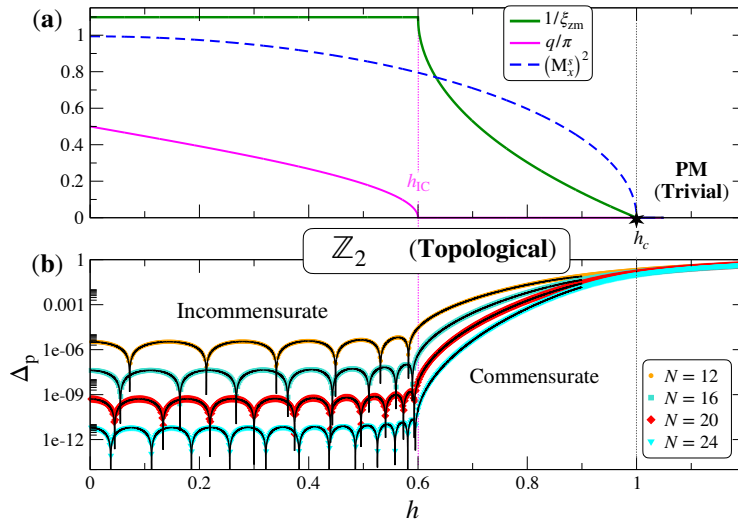 (a)
1/ξzm
q/π
(Mₓˢ)²
1
0.8
0.6
0.4
0.2
0
hIC
PM
(Trivial)
hc
ℤ₂ (Topological)
(b)
1
0.001
1e-06
1e-09
1e-12
Δp
Incommensurate
Commensurate
N = 12
N = 16
N = 20
N = 24
0 0.2 0.4 0.6 0.8 1
h